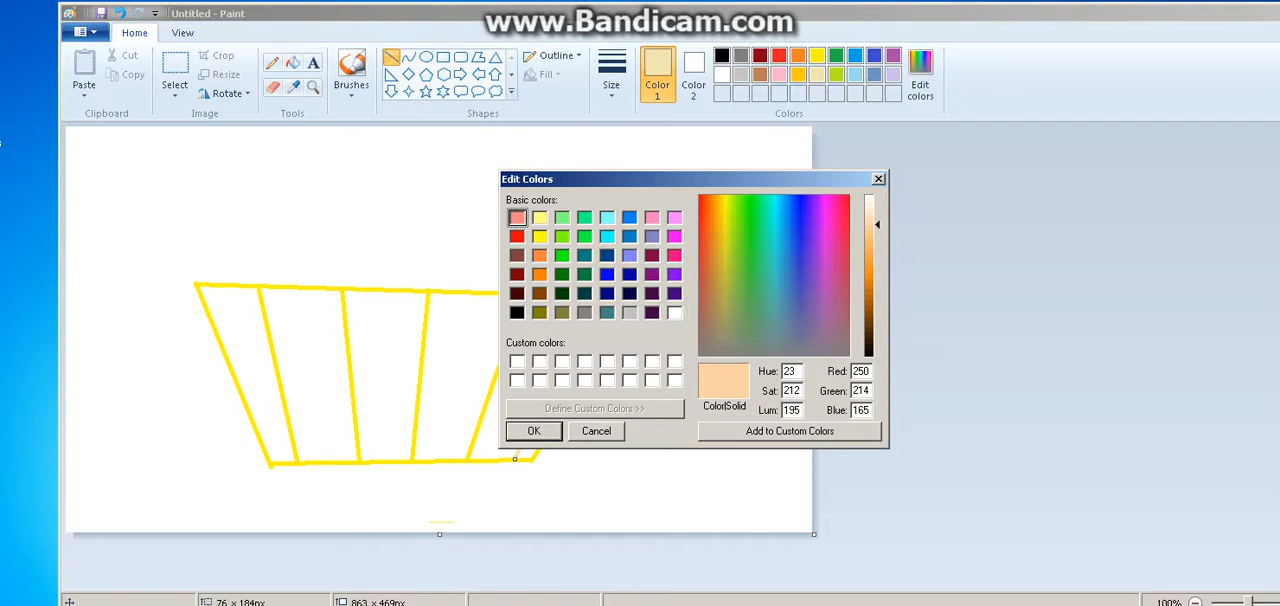 Untitled - Paint
www.Bandicam.com
Home
View
Paste
Cut
Copy
Clipboard
Select
Crop
Resize
Rotate
Image
A
Tools
Brushes
Outline
Fill
Shapes
Size
Color
1
Color
2
Edit
colors
Colors
Edit Colors
Basic colors:
Custom colors:
Define Custom Colors >>
OK
Cancel
Color|Solid
Hue: 23
Sat: 212
Lum: 195
Red: 250
Green: 214
Blue: 165
Add to Custom Colors
76 × 184px
863 × 469px
100%